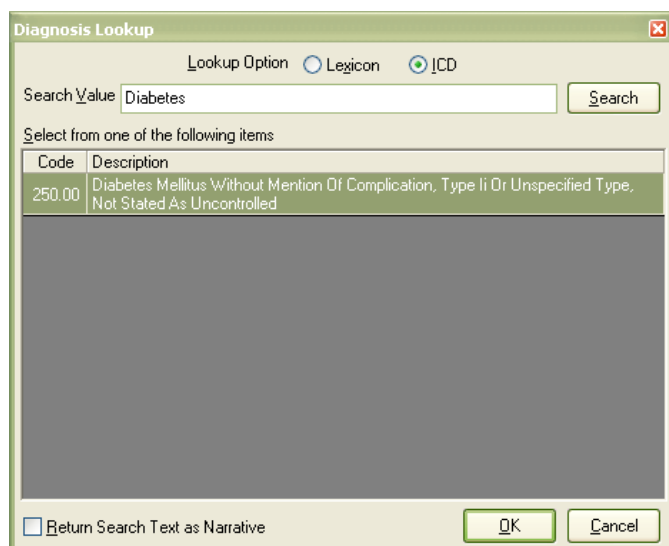 Diagnosis Lookup
Lookup Option Lexicon ICD
Search Value Diabetes Search
Select from one of the following items
Code Description
250.00 Diabetes Mellitus Without Mention Of Complication, Type Ii Or Unspecified Type,
Not Stated As Uncontrolled
Return Search Text as Narrative OK Cancel